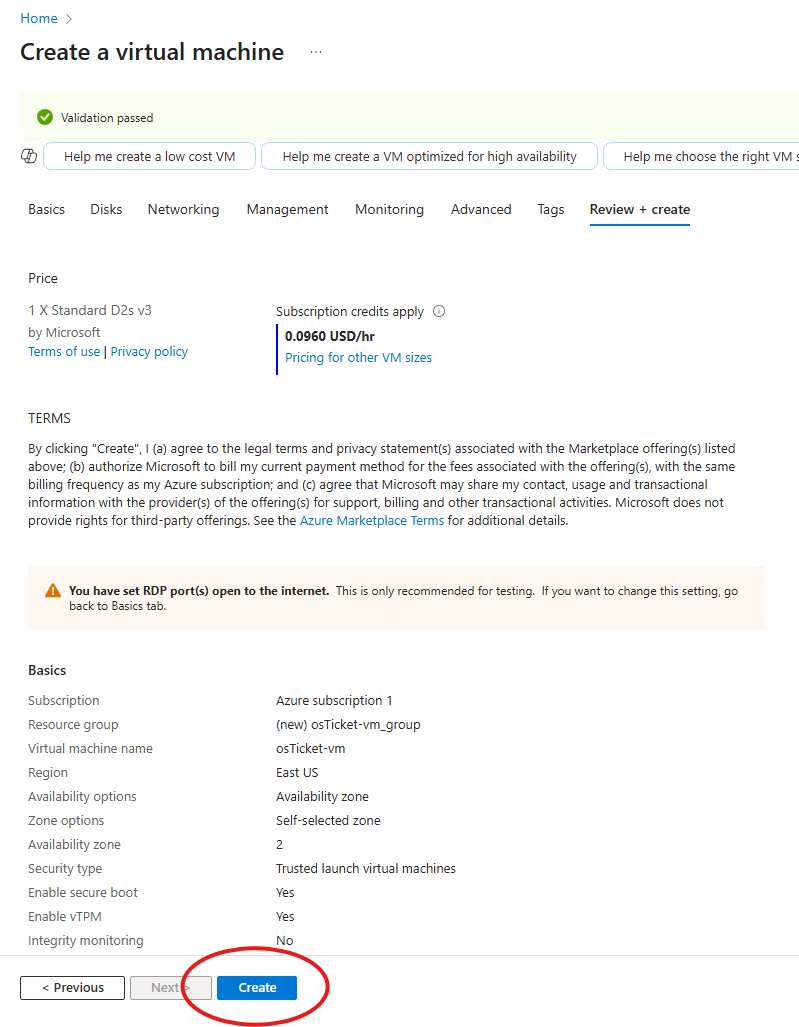 Home >
Create a virtual machine ...
Validation passed
Help me create a low cost VM
Help me create a VM optimized for high availability
Help me choose the right VM s
Basics Disks Networking Management Monitoring Advanced Tags Review + create
Price
1 X Standard D2s v3
by Microsoft
Terms of use | Privacy policy
Subscription credits apply
0.0960 USD/hr
Pricing for other VM sizes
TERMS
By clicking "Create", I (a) agree to the legal terms and privacy statement(s) associated with the Marketplace offering(s) listed
above; (b) authorize Microsoft to bill my current payment method for the fees associated with the offering(s), with the same
billing frequency as my Azure subscription; and (c) agree that Microsoft may share my contact, usage and transactional
information with the provider(s) of the offering(s) for support, billing and other transactional activities. Microsoft does not
provide rights for third-party offerings. See the Azure Marketplace Terms for additional details.
You have set RDP port(s) open to the internet. This is only recommended for testing. If you want to change this setting, go
back to Basics tab.
Basics
Subscription Azure subscription 1
Resource group (new) osTicket-vm_group
Virtual machine name osTicket-vm
Region East US
Availability options Availability zone
Zone options Self-selected zone
Availability zone 2
Security type Trusted launch virtual machines
Enable secure boot Yes
Enable vTPM Yes
Integrity monitoring No
< Previous Next > Create